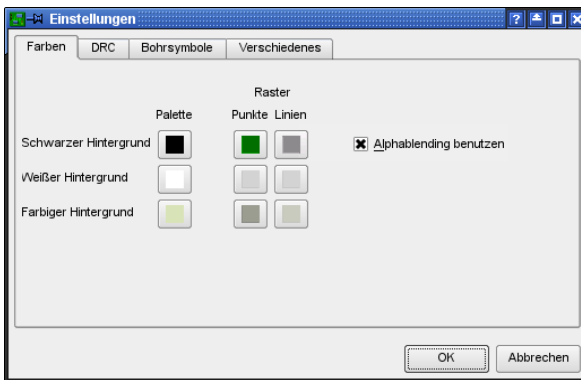 Einstellungen
Farben DRC Bohrsymbole Verschiedenes
Raster
Palette Punkte Linien
Schwarzer Hintergrund Alphablending benutzen
Weißer Hintergrund
Farbiger Hintergrund
OK Abbrechen